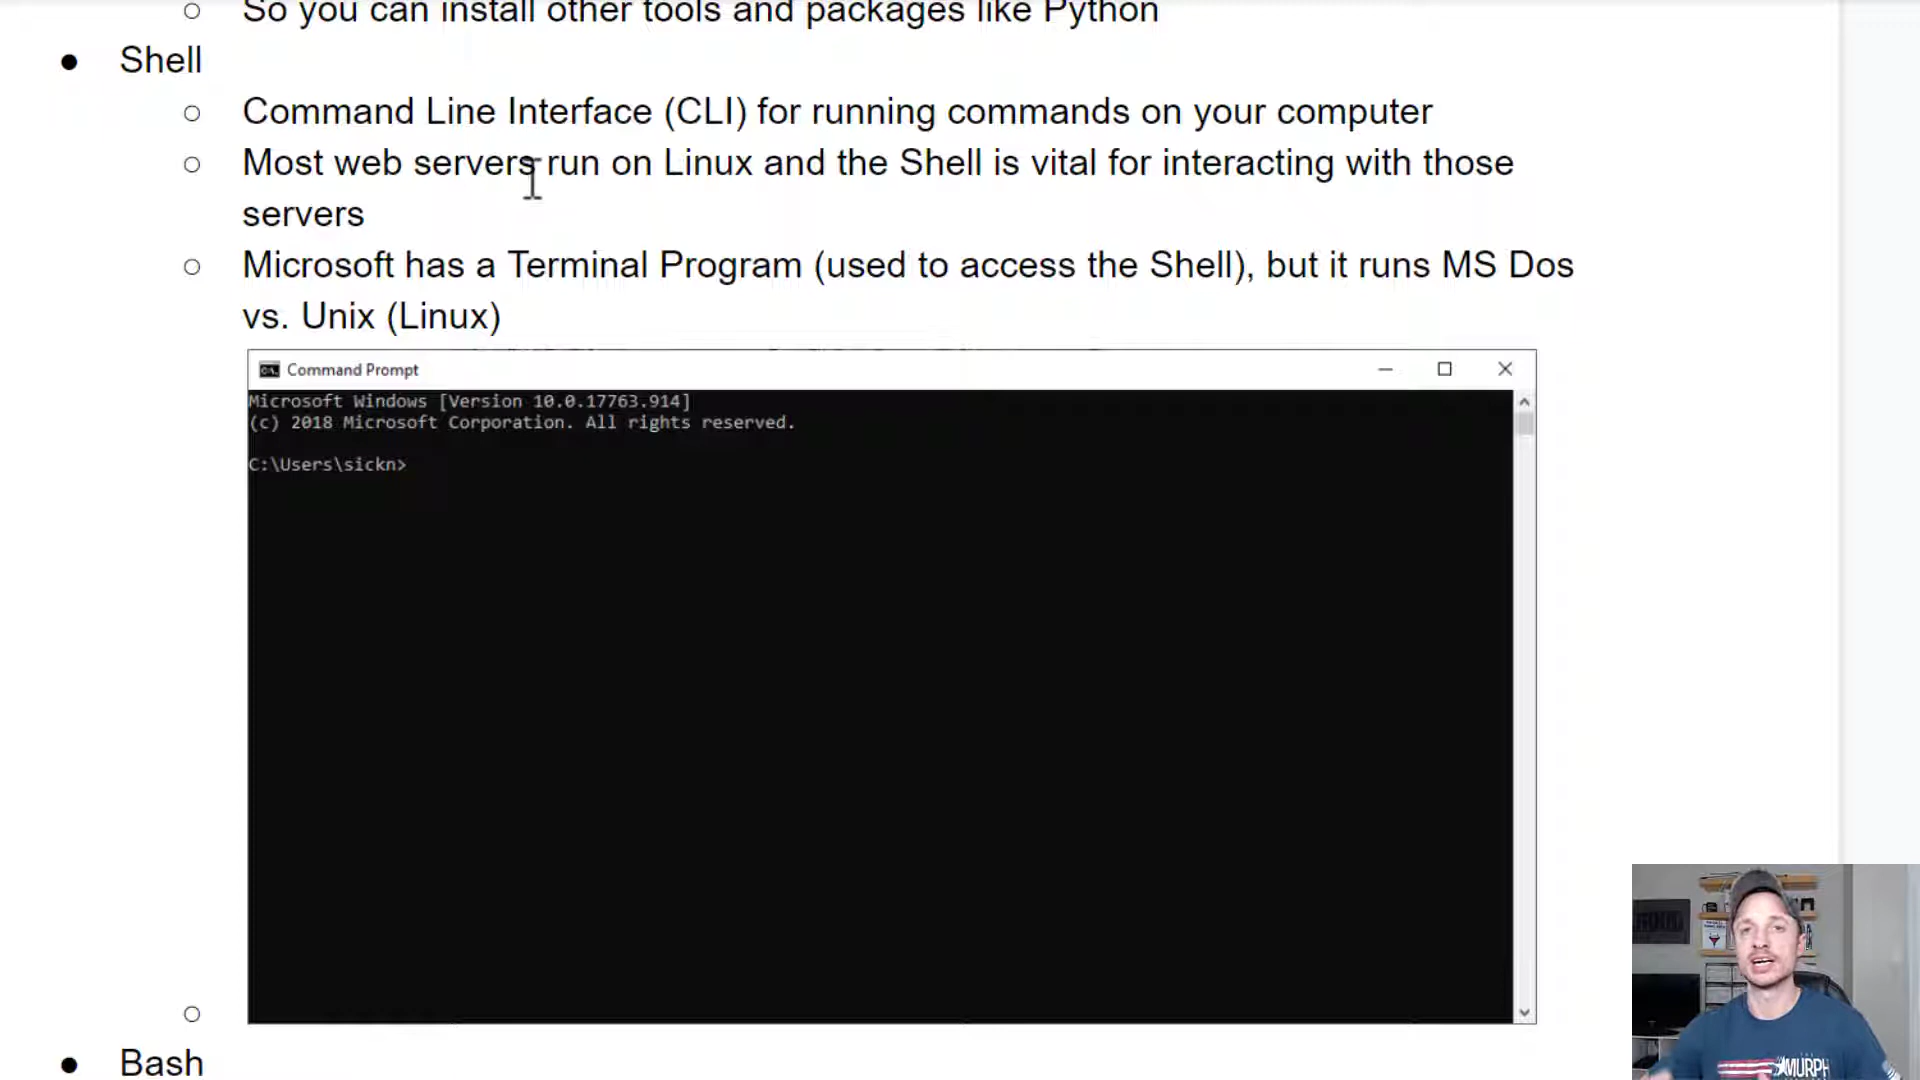 So you can install other tools and packages like Python
Shell
Command Line Interface (CLI) for running commands on your computer
Most web servers run on Linux and the Shell is vital for interacting with those
servers
Microsoft has a Terminal Program (used to access the Shell), but it runs MS Dos
vs. Unix (Linux)
Command Prompt
Microsoft Windows [Version 10.0.17763.914]
(c) 2018 Microsoft Corporation. All rights reserved.
C:\Users\sickn>
Bash
MURPH